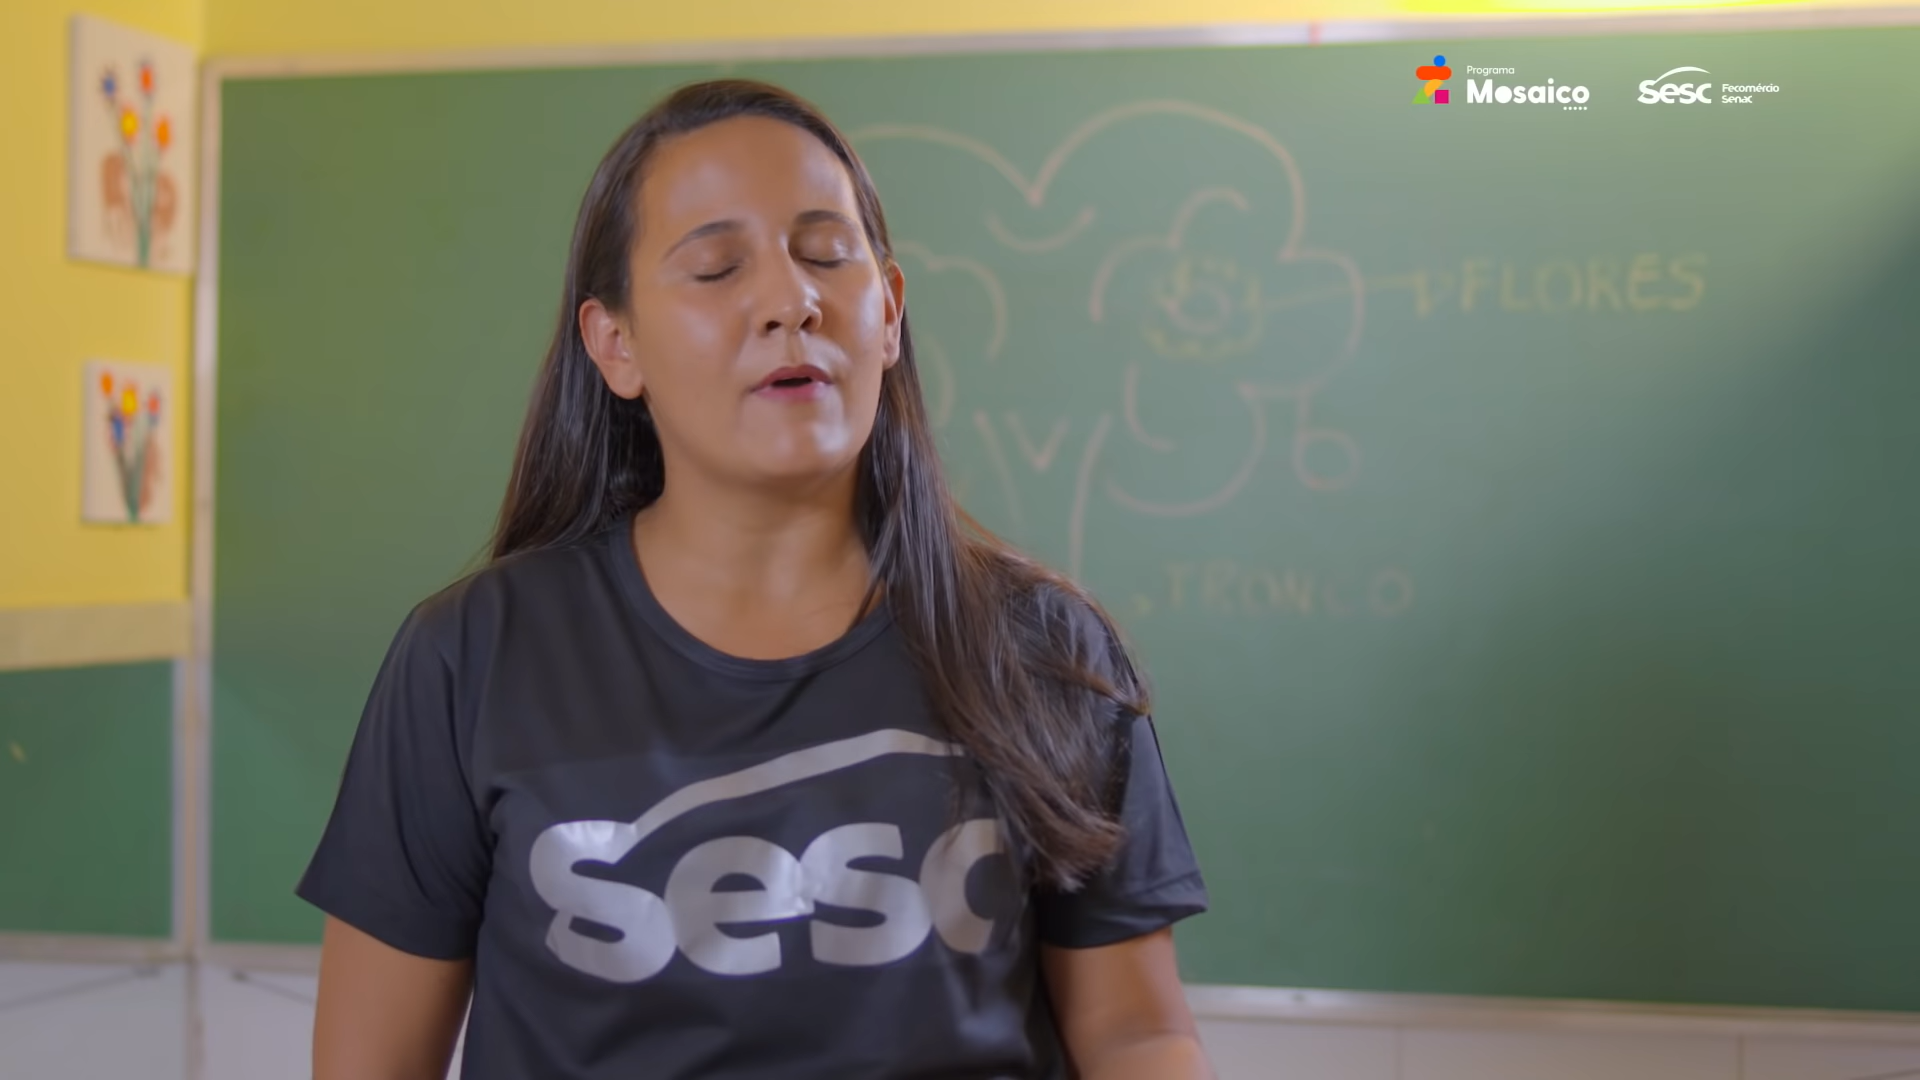 Programa
Mosaico
Sesc
Fecomércio
Senac
FLORES
TRONCO
Sesc